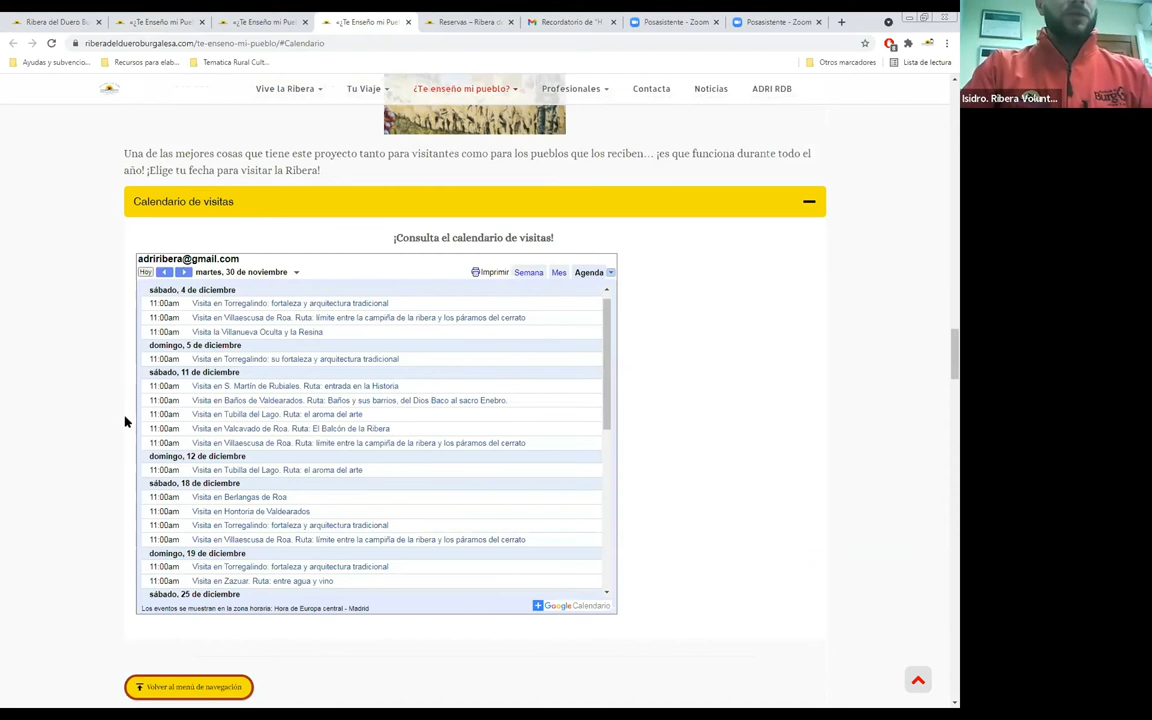 Ribera del Duero Bu
«¿Te Enseño mi Puebl
«¿Te Enseño mi Puebl
«¿Te Enseño mi Puebl
Reservas – Ribera d
Recordatorio de "H
Posasistente - Zoom
Posasistente - Zoom
riberadeldueroburgalesa.com/te-enseno-mi-pueblo/#Calendario
Ayudas y subvencio...
Recursos para elab...
Tematica Rural Cult...
Otros marcadores
Lista de lectura
Isidro. Ribera Volunt...
Vive la Ribera
Tu Viaje
¿Te enseño mi pueblo?
Profesionales
Contacta
Noticias
ADRI RDB
Una de las mejores cosas que tiene este proyecto tanto para visitantes como para los pueblos que los reciben… ¡es que funciona durante todo el
año! ¡Elige tu fecha para visitar la Ribera!
Calendario de visitas
¡Consulta el calendario de visitas!
adriribera@gmail.com
Hoy
martes, 30 de noviembre
Imprimir
Semana
Mes
Agenda
sábado, 4 de diciembre
11:00am Visita en Torregalindo: fortaleza y arquitectura tradicional
11:00am Visita en Villaescusa de Roa. Ruta: límite entre la campiña de la ribera y los páramos del cerrato
11:00am Visita la Villanueva Oculta y la Resina
domingo, 5 de diciembre
11:00am Visita en Torregalindo: su fortaleza y arquitectura tradicional
sábado, 11 de diciembre
11:00am Visita en S. Martín de Rubiales. Ruta: entrada en la Historia
11:00am Visita en Baños de Valdearados. Ruta: Baños y sus barrios, del Dios Baco al sacro Enebro.
11:00am Visita en Tubilla del Lago. Ruta: el aroma del arte
11:00am Visita en Valcavado de Roa. Ruta: El Balcón de la Ribera
11:00am Visita en Villaescusa de Roa. Ruta: límite entre la campiña de la ribera y los páramos del cerrato
domingo, 12 de diciembre
11:00am Visita en Tubilla del Lago. Ruta: el aroma del arte
sábado, 18 de diciembre
11:00am Visita en Berlangas de Roa
11:00am Visita en Hontoria de Valdearados
11:00am Visita en Torregalindo: fortaleza y arquitectura tradicional
11:00am Visita en Villaescusa de Roa. Ruta: límite entre la campiña de la ribera y los páramos del cerrato
domingo, 19 de diciembre
11:00am Visita en Torregalindo: fortaleza y arquitectura tradicional
11:00am Visita en Zazuar. Ruta: entre agua y vino
sábado, 25 de diciembre
Los eventos se muestran en la zona horaria: Hora de Europa central - Madrid
Google Calendario
Volver al menú de navegación